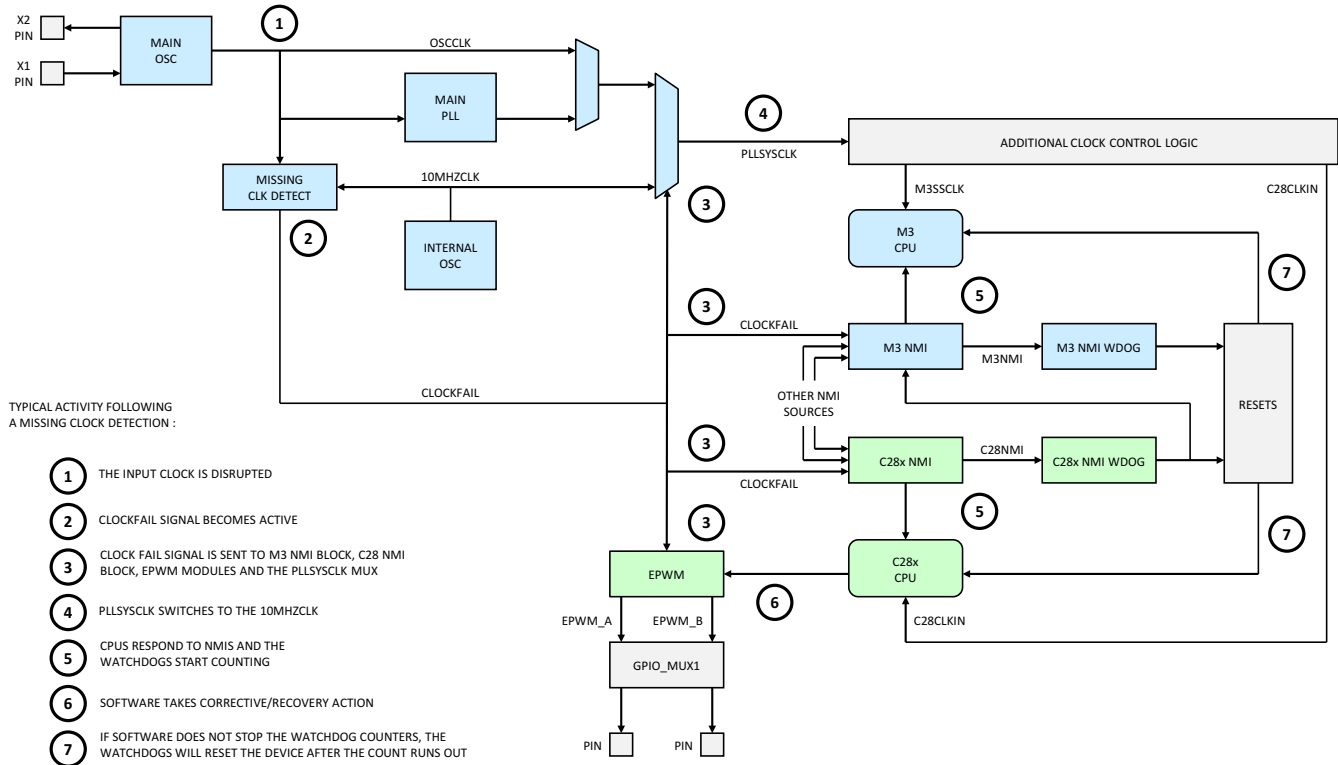 X2
PIN
X1
PIN
MAIN
OSC
1
OSCCLK
MAIN
PLL
4
PLLSYSCLK
ADDITIONAL CLOCK CONTROL LOGIC
MISSING
CLK DETECT
10MHZCLK
3
M3SSCLK
C28CLKIN
2
INTERNAL
OSC
M3
CPU
7
3
5
CLOCKFAIL
M3 NMI
M3NMI
M3 NMI WDOG
CLOCKFAIL
OTHER NMI
SOURCES
RESETS
3
CLOCKFAIL
C28x NMI
C28NMI
C28x NMI WDOG
3
5
7
EPWM
6
C28x
CPU
EPWM_A
EPWM_B
C28CLKIN
GPIO_MUX1
PIN
PIN
TYPICAL ACTIVITY FOLLOWING
A MISSING CLOCK DETECTION :
1
THE INPUT CLOCK IS DISRUPTED
2
CLOCKFAIL SIGNAL BECOMES ACTIVE
3
CLOCK FAIL SIGNAL IS SENT TO M3 NMI BLOCK, C28 NMI
BLOCK, EPWM MODULES AND THE PLLSYSCLK MUX
4
PLLSYSCLK SWITCHES TO THE 10MHZCLK
5
CPUS RESPOND TO NMIS AND THE
WATCHDOGS START COUNTING
6
SOFTWARE TAKES CORRECTIVE/RECOVERY ACTION
7
IF SOFTWARE DOES NOT STOP THE WATCHDOG COUNTERS, THE
WATCHDOGS WILL RESET THE DEVICE AFTER THE COUNT RUNS OUT